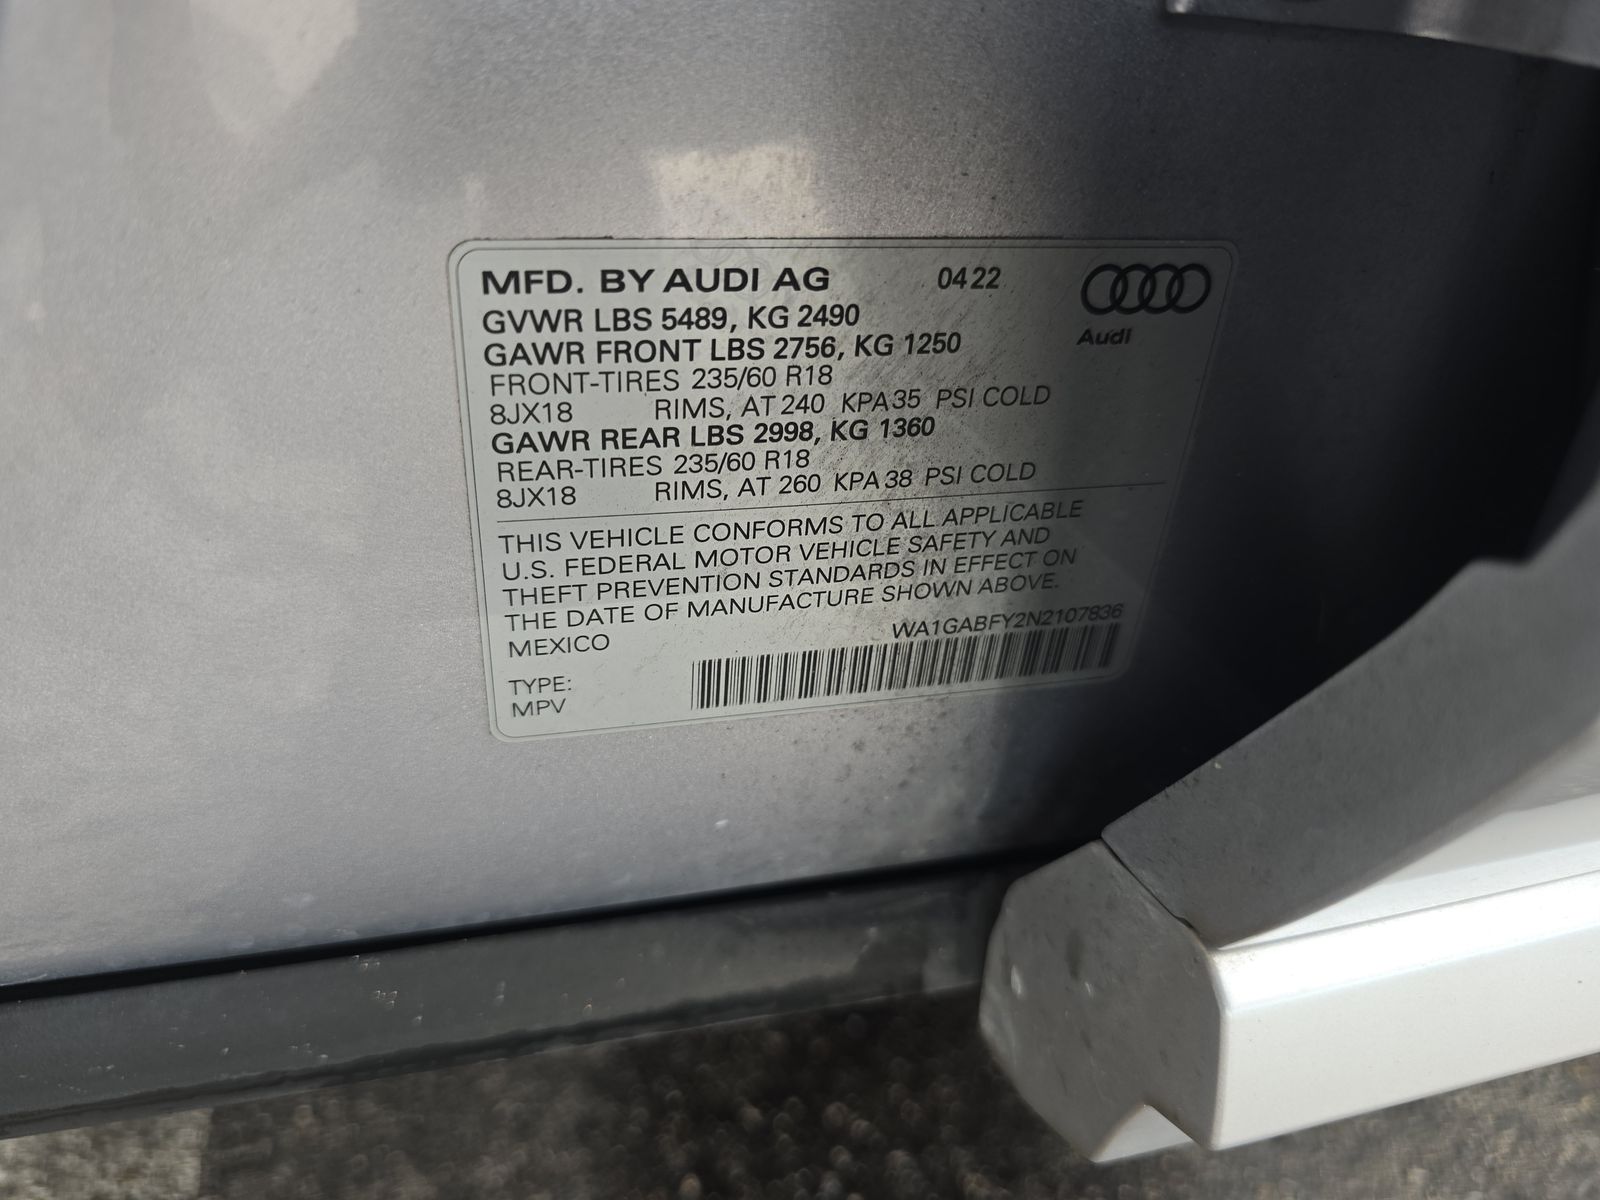 MFD. BY AUDI AG 04 22
Audi
GVWR LBS 5489, KG 2490
GAWR FRONT LBS 2756, KG 1250
FRONT-TIRES 235/60 R18
8JX18 RIMS, AT 240 KPA 35 PSI COLD
GAWR REAR LBS 2998, KG 1360
REAR-TIRES 235/60 R18
8JX18 RIMS, AT 260 KPA 38 PSI COLD
THIS VEHICLE CONFORMS TO ALL APPLICABLE
U.S. FEDERAL MOTOR VEHICLE SAFETY AND
THEFT PREVENTION STANDARDS IN EFFECT ON
THE DATE OF MANUFACTURE SHOWN ABOVE.
MEXICO WA1GABFY2N2107836
TYPE:
MPV